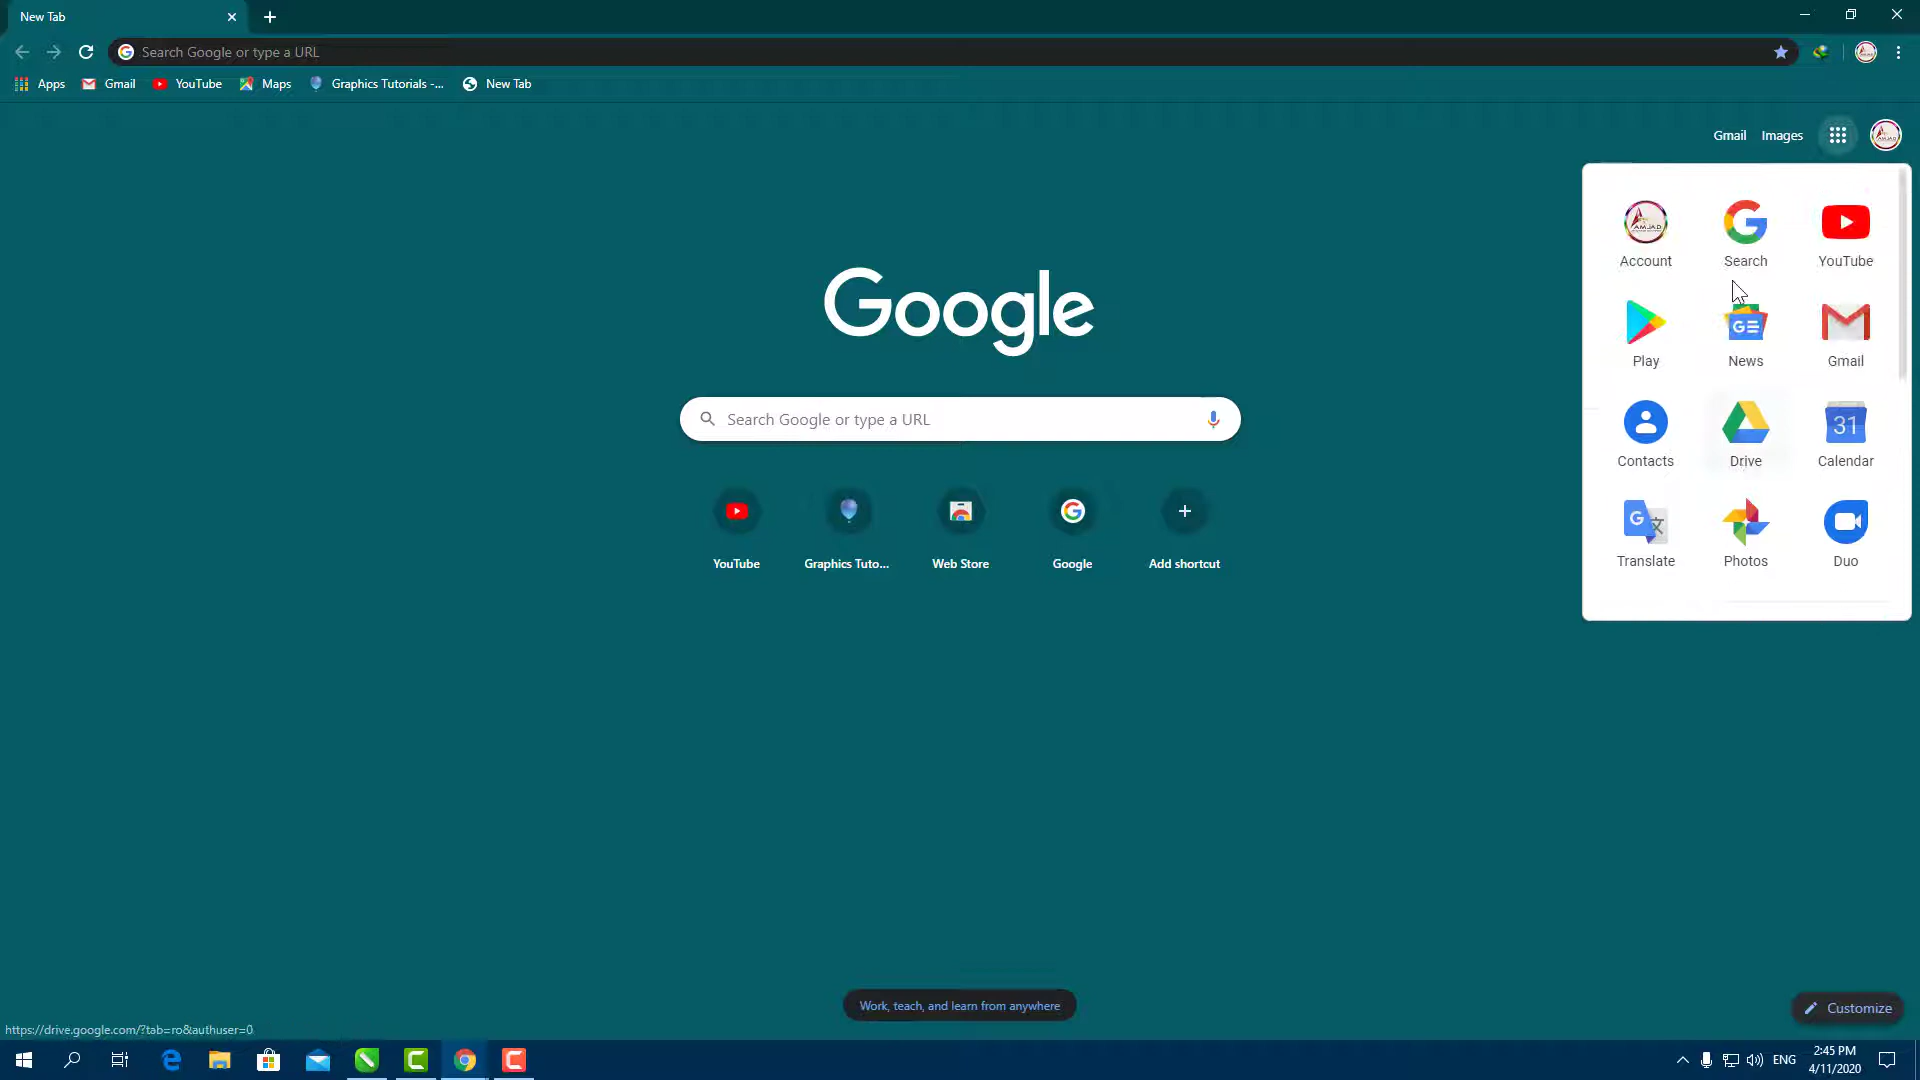 New Tab
Search Google or type a URL
Apps Gmail YouTube Maps Graphics Tutorials -... New Tab
Gmail Images
Account Search YouTube
Play News Gmail
Contacts Drive Calendar
31
Translate Photos Duo
Google
Search Google or type a URL
YouTube Graphics Tuto... Web Store Google Add shortcut
Work, teach, and learn from anywhere
Customize
https://drive.google.com/?tab=ro&authuser=0
ENG
2:45 PM
4/11/2020